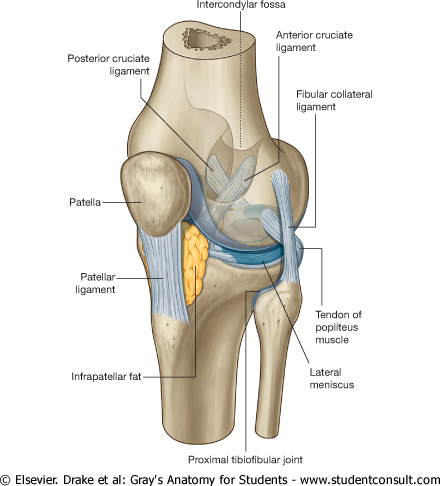 Intercondylar fossa
Anterior cruciate
ligament
Posterior cruciate
ligament
Fibular collateral
ligament
Patella
Patellar
ligament
Tendon of
popliteus
muscle
Infrapatellar fat
Lateral
meniscus
Proximal tibiofibular joint
© Elsevier. Drake et al: Gray's Anatomy for Students - www.studentconsult.com